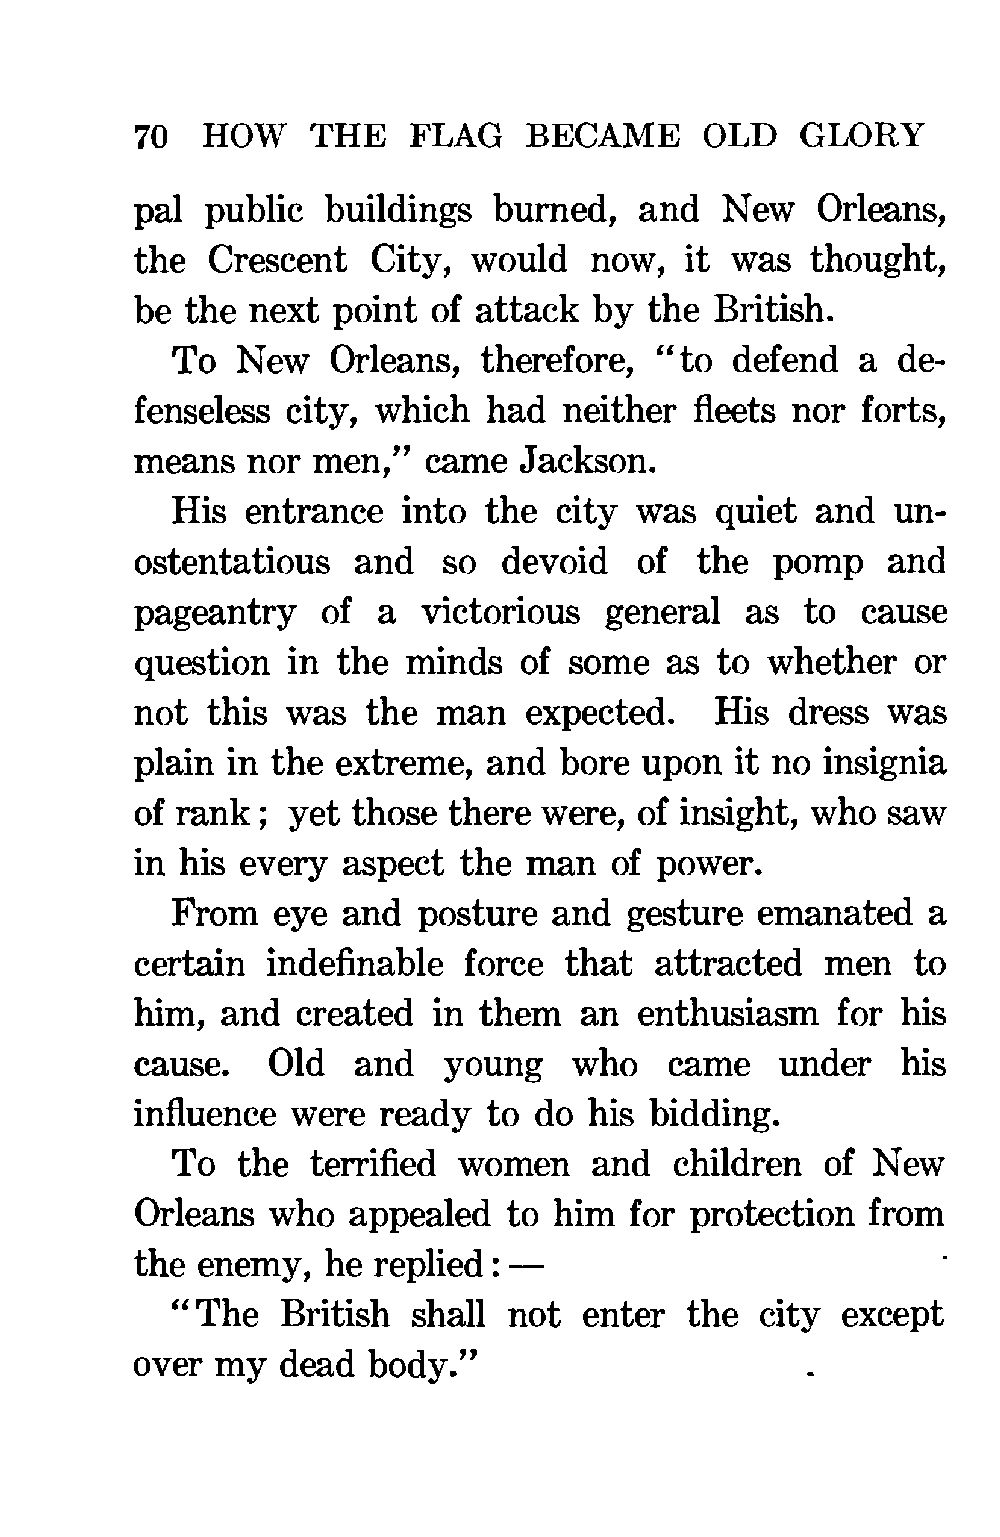 70 HOW THE FLAG BECAME OLD GLORY
pal public buildings burned, and New Orleans,
the Crescent City, would now, it was thought,
be the next point of attack by the British.
To New Orleans, therefore, "to defend a de-
fenseless city, which had neither fleets nor forts,
means nor men," came Jackson.
His entrance into the city was quiet and un-
ostentatious and so devoid of the pomp and
pageantry of a victorious general as to cause
question in the minds of some as to whether or
not this was the man expected. His dress was
plain in the extreme, and bore upon it no insignia
of rank; yet those there were, of insight, who saw
in his every aspect the man of power.
From eye and posture and gesture emanated a
certain indefinable force that attracted men to
him, and created in them an enthusiasm for his
cause. Old and young who came under his
influence were ready to do his bidding.
To the terrified women and children of New
Orleans who appealed to him for protection from
the enemy, he replied: —
"The British shall not enter the city except
over my dead body."